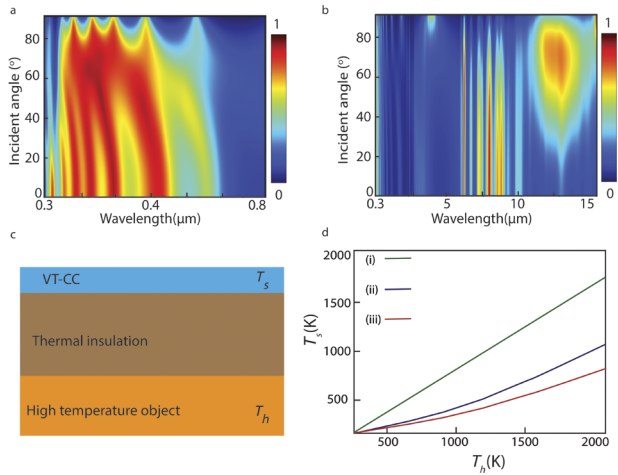 a
1
80
60
40
20
0
Incident angle (°)
0.3
0.4
0.8
Wavelength(μm)
0
b
1
80
60
40
20
0
Incident angle (°)
0.3
5
10
15
Wavelength(μm)
0
c
VT-CC
Ts
Thermal insulation
High temperature object
Th
d
2000
1500
1000
500
Ts(K)
(i)
(ii)
(iii)
500
1000
1500
2000
Th(K)